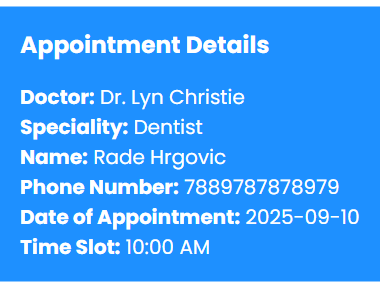 Appointment Details
Doctor: Dr. Lyn Christie
Speciality: Dentist
Name: Rade Hrgovic
Phone Number: 7889787878979
Date of Appointment: 2025-09-10
Time Slot: 10:00 AM